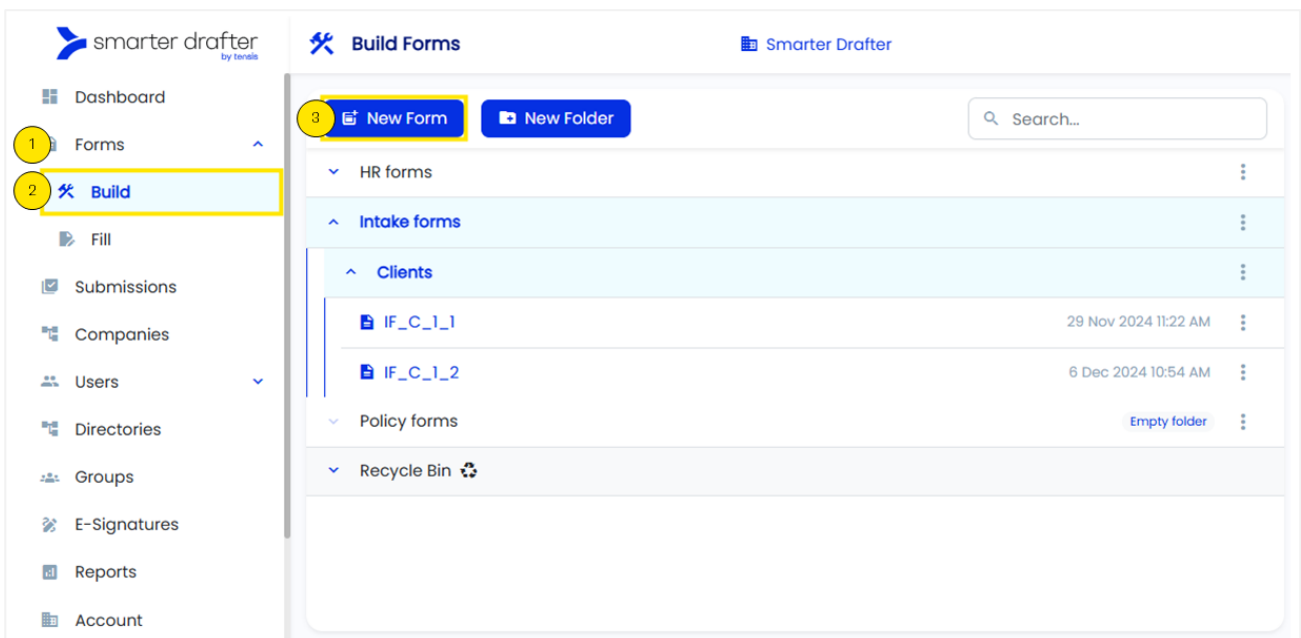 smarter drafter
by tensis
Build Forms
Smarter Drafter
Dashboard
1 Forms
2 Build
Fill
Submissions
Companies
Users
Directories
Groups
E-Signatures
Reports
Account
3 New Form
New Folder
Search...
HR forms
Intake forms
Clients
IF_C_1_1 29 Nov 2024 11:22 AM
IF_C_1_2 6 Dec 2024 10:54 AM
Policy forms Empty folder
Recycle Bin